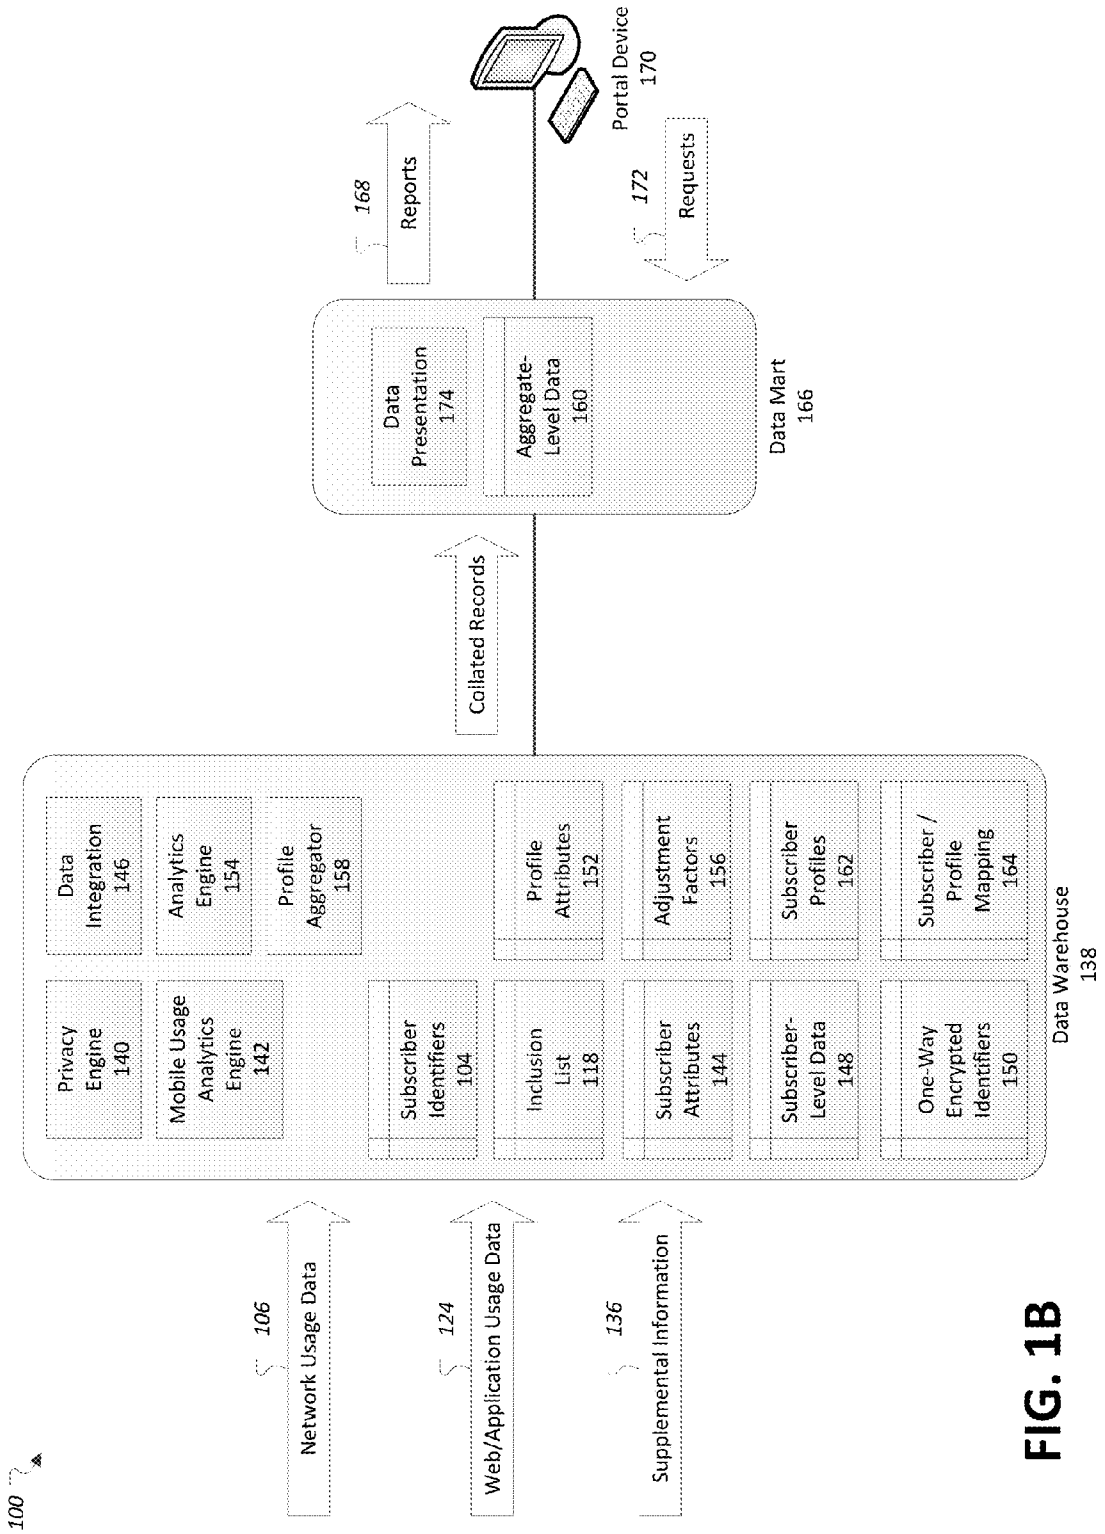 100
106
Network Usage Data
124
Web/Application Usage Data
136
Supplemental Information
Privacy
Engine
140
Mobile Usage
Analytics
Engine
142
Subscriber
Identifiers
104
Inclusion
List
118
Subscriber
Attributes
144
Subscriber-
Level Data
148
One-Way
Encrypted
Identifiers
150
Data
Integration
146
Analytics
Engine
154
Profile
Aggregator
158
Profile
Attributes
152
Adjustment
Factors
156
Subscriber
Profiles
162
Subscriber /
Profile
Mapping
164
Data Warehouse
138
Collated Records
Data
Presentation
174
Aggregate-
Level Data
160
Data Mart
166
168
Reports
172
Requests
Portal Device
170
FIG. 1B